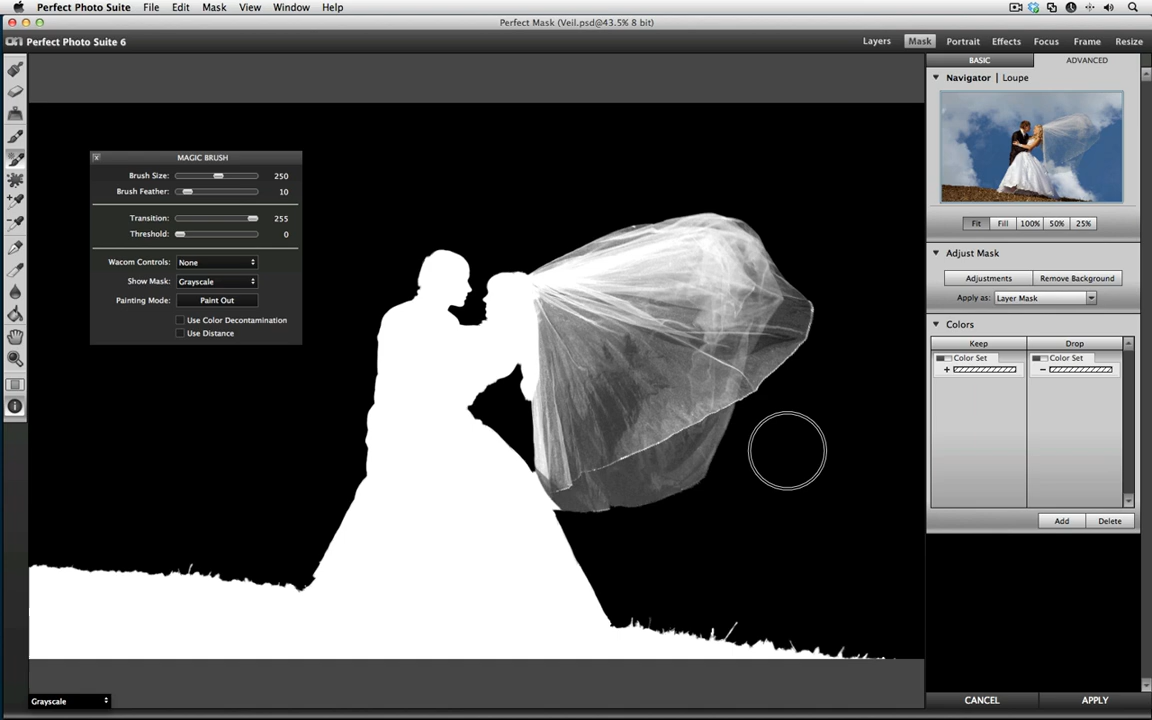 Perfect Photo Suite File Edit Mask View Window Help
Perfect Mask (Veil.psd@43.5% 8 bit)
on1 Perfect Photo Suite 6 Layers Mask Portrait Effects Focus Frame Resize
BASIC ADVANCED
Navigator | Loupe
MAGIC BRUSH
Brush Size: 250
Brush Feather: 10
Transition: 255
Threshold: 0
Wacom Controls: None
Show Mask: Grayscale
Painting Mode: Paint Out
Use Color Decontamination
Use Distance
Fit Fill 100% 50% 25%
Adjust Mask
Adjustments Remove Background
Apply as: Layer Mask
Colors
Keep Drop
Color Set Color Set
+ −
Add Delete
Grayscale
CANCEL APPLY